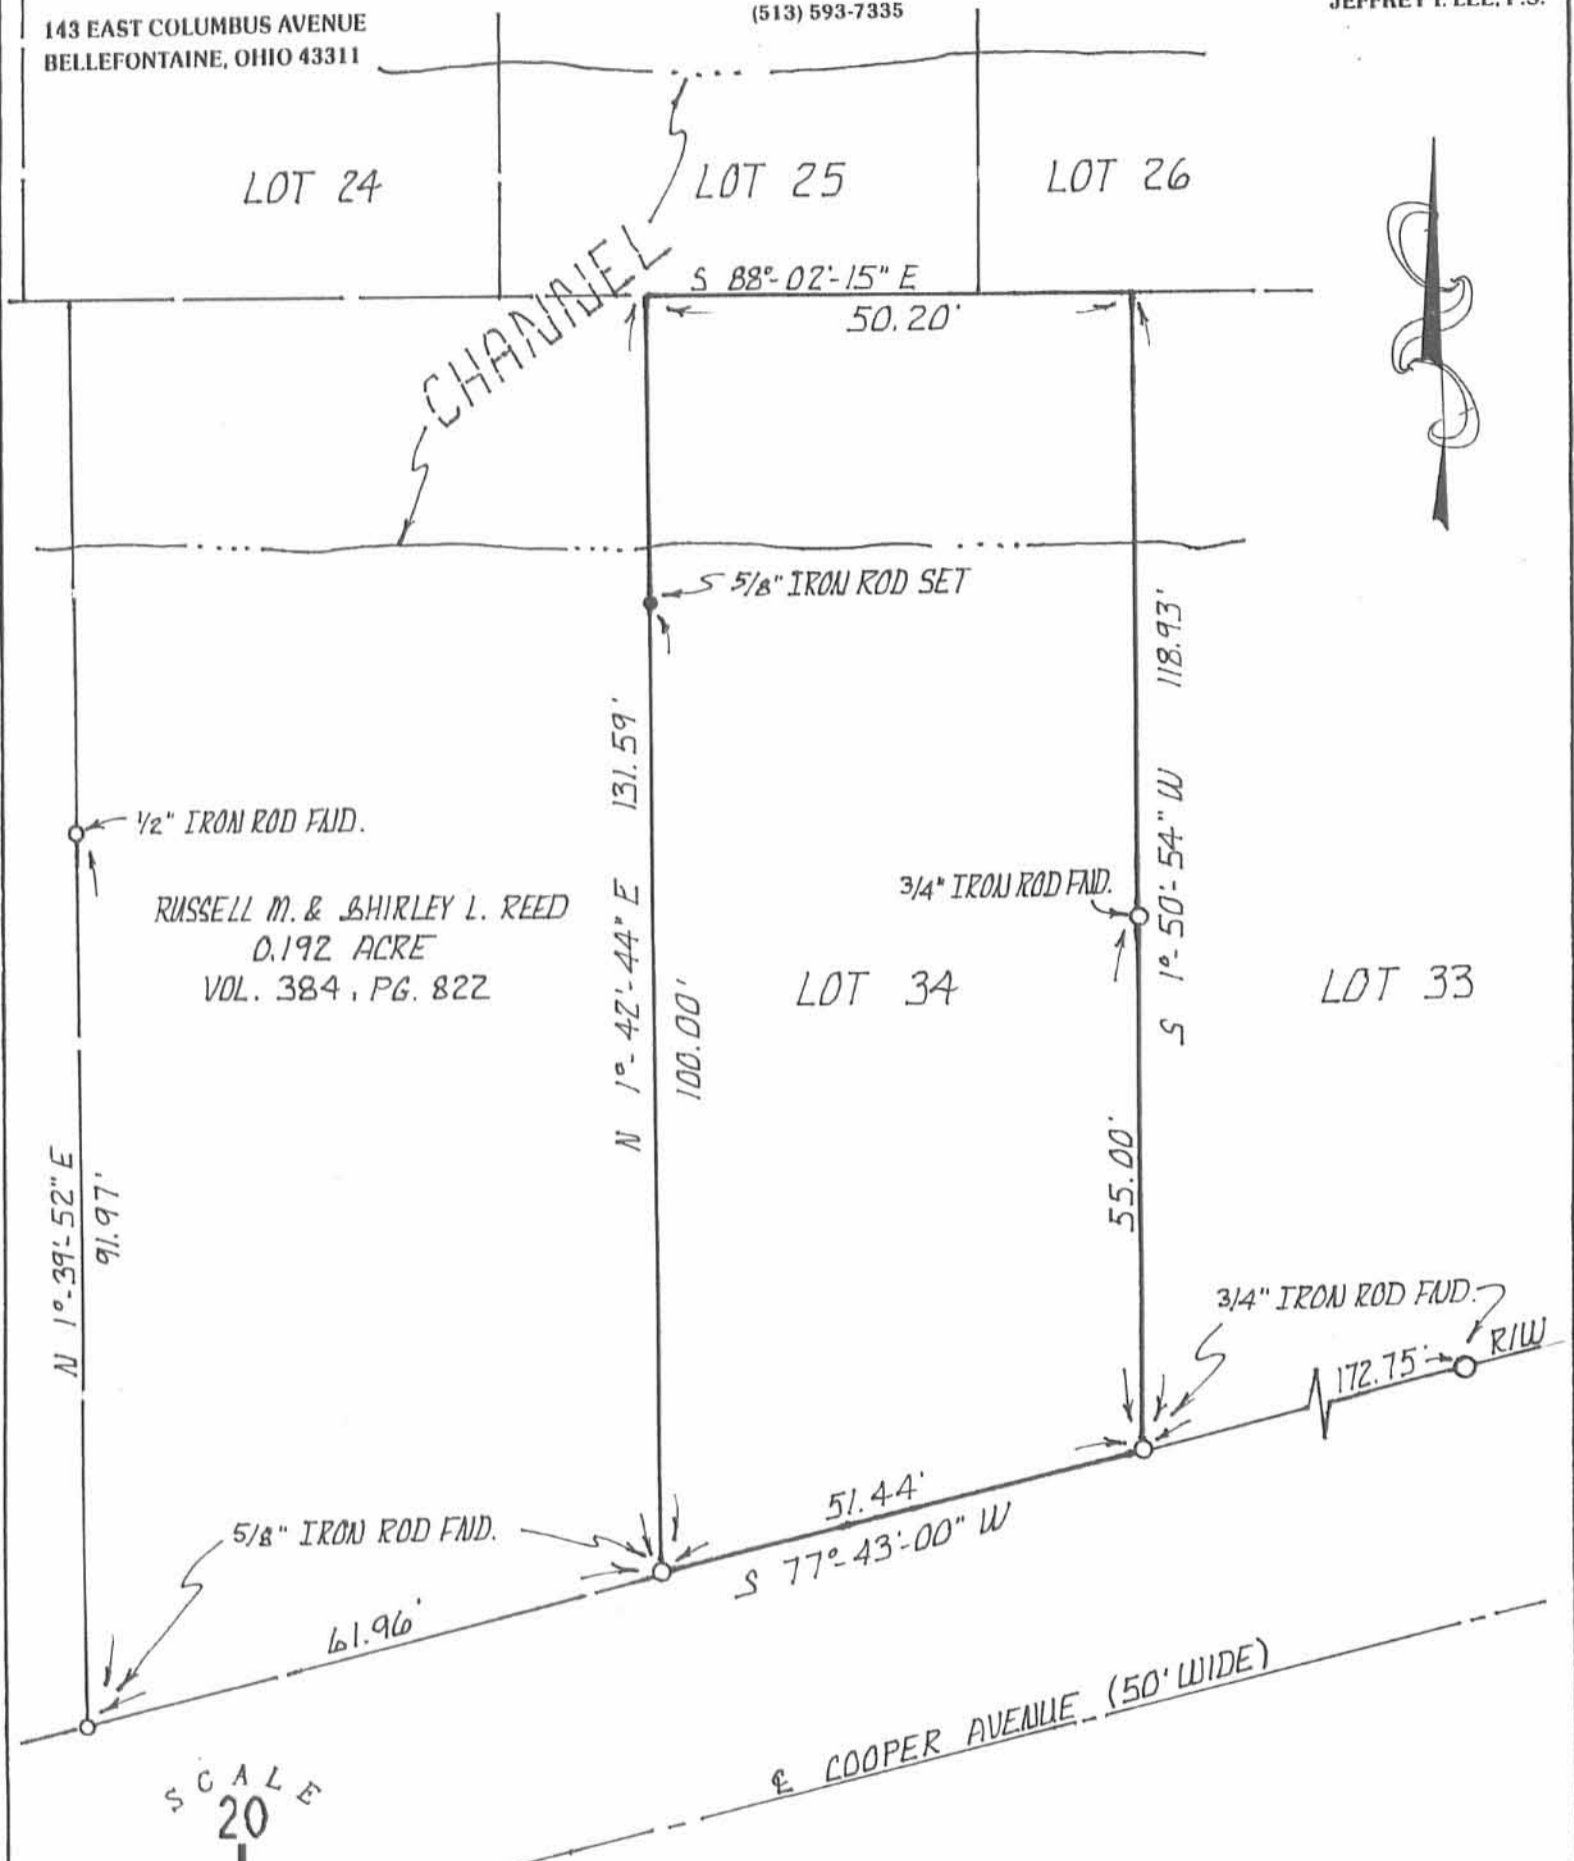 143 EAST COLUMBUS AVENUE
BELLEFONTAINE, OHIO 43311
(513) 593-7335
JEFFREY I. LEE, P.S.
LOT 24
LOT 25
LOT 26
CHANNEL
S 88°-02'-15" E
50.20'
5/8" IRON ROD SET
N 1°-42'-44" E 131.59'
100.00'
S 1°-50'-54" W 118.93'
55.00'
1/2" IRON ROD FND.
3/4" IRON ROD FND.
RUSSELL M. & SHIRLEY L. REED
0.192 ACRE
VOL. 384, PG. 822
LOT 34
LOT 33
N 1°-39'-52" E
91.97'
3/4" IRON ROD FND.
R/W
172.75'
51.44'
S 77°-43'-00" W
5/8" IRON ROD FND.
61.96'
℄ COOPER AVENUE (50' WIDE)
SCALE
20